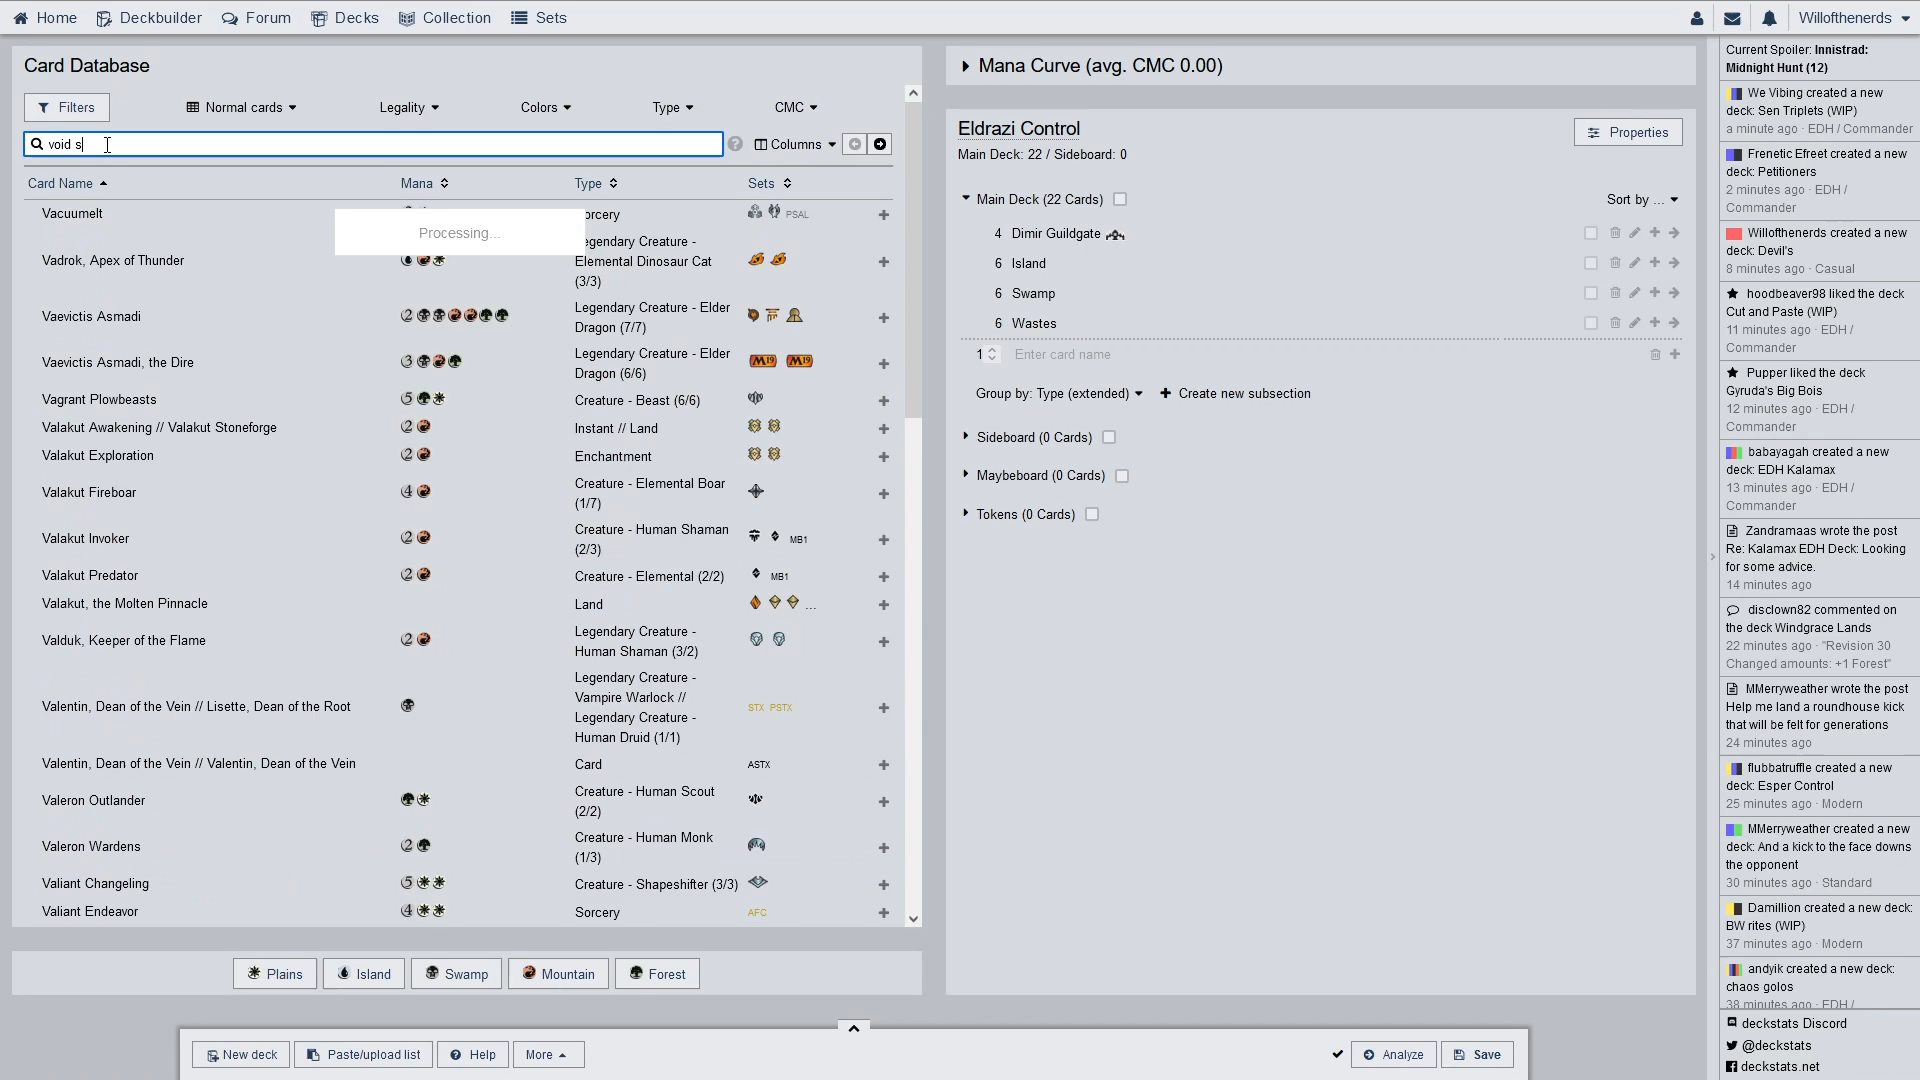 Home Deckbuilder Forum Decks Collection Sets Willofthenerds
Card Database
Filters Normal cards Legality Colors Type CMC
void s Columns
Card Name Mana Type Sets
Vacuumelt orcery PSAL
Processing...
Vadrok, Apex of Thunder egendary Creature -
Elemental Dinosaur Cat
(3/3)
Vaevictis Asmadi 2 Legendary Creature - Elder
Dragon (7/7)
Vaevictis Asmadi, the Dire 3 Legendary Creature - Elder
Dragon (6/6) M19 M19
Vagrant Plowbeasts 5 Creature - Beast (6/6)
Valakut Awakening // Valakut Stoneforge 2 Instant // Land
Valakut Exploration 2 Enchantment
Valakut Fireboar 4 Creature - Elemental Boar
(1/7)
Valakut Invoker 2 Creature - Human Shaman
(2/3) MB1
Valakut Predator 2 Creature - Elemental (2/2) MB1
Valakut, the Molten Pinnacle Land ...
Valduk, Keeper of the Flame 2 Legendary Creature -
Human Shaman (3/2)
Valentin, Dean of the Vein // Lisette, Dean of the Root Legendary Creature -
Vampire Warlock //
Legendary Creature -
Human Druid (1/1) STX PSTX
Valentin, Dean of the Vein // Valentin, Dean of the Vein Card ASTX
Valeron Outlander Creature - Human Scout
(2/2)
Valeron Wardens 2 Creature - Human Monk
(1/3)
Valiant Changeling 5 Creature - Shapeshifter (3/3)
Valiant Endeavor 4 Sorcery AFC
Plains Island Swamp Mountain Forest
Mana Curve (avg. CMC 0.00)
Eldrazi Control Properties
Main Deck: 22 / Sideboard: 0
Main Deck (22 Cards) Sort by ...
4 Dimir Guildgate
6 Island
6 Swamp
6 Wastes
1 Enter card name
Group by: Type (extended) Create new subsection
Sideboard (0 Cards)
Maybeboard (0 Cards)
Tokens (0 Cards)
New deck Paste/upload list Help More Analyze Save
Current Spoiler: Innistrad:
Midnight Hunt (12)
We Vibing created a new
deck: Sen Triplets (WIP)
a minute ago · EDH / Commander
Frenetic Efreet created a new
deck: Petitioners
2 minutes ago · EDH /
Commander
Willofthenerds created a new
deck: Devil's
8 minutes ago · Casual
hoodbeaver98 liked the deck
Cut and Paste (WIP)
11 minutes ago · EDH /
Commander
Pupper liked the deck
Gyruda's Big Bois
12 minutes ago · EDH /
Commander
babayagah created a new
deck: EDH Kalamax
13 minutes ago · EDH /
Commander
Zandramaas wrote the post
Re: Kalamax EDH Deck: Looking
for some advice.
14 minutes ago
disclown82 commented on
the deck Windgrace Lands
22 minutes ago · "Revision 30
Changed amounts: +1 Forest"
MMerryweather wrote the post
Help me land a roundhouse kick
that will be felt for generations
24 minutes ago
flubbatruffle created a new
deck: Esper Control
25 minutes ago · Modern
MMerryweather created a new
deck: And a kick to the face downs
the opponent
30 minutes ago · Standard
Damillion created a new deck:
BW rites (WIP)
37 minutes ago · Modern
andyik created a new deck:
chaos golos
38 minutes ago · EDH /
deckstats Discord
@deckstats
deckstats.net